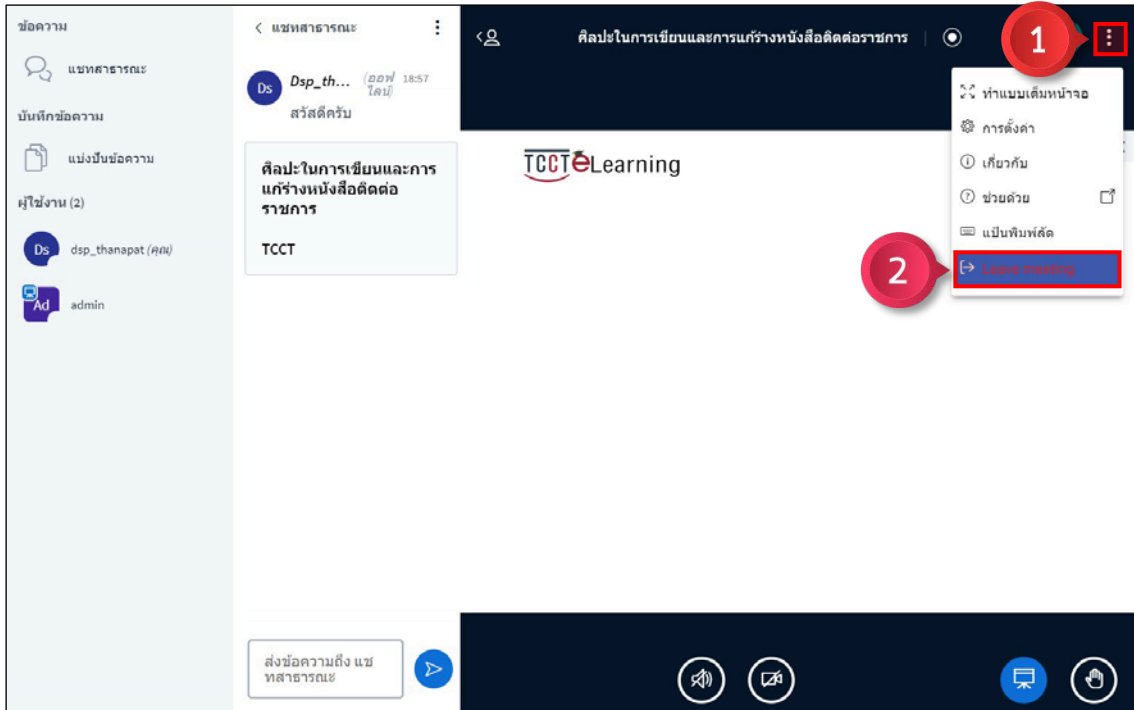 ข้อความ
แชทสาธารณะ
บันทึกข้อความ
แบ่งปันข้อความ
ผู้ใช้งาน (2)
Ds dsp_thanapat (คุณ)
Ad admin
แชทสาธารณะ
Ds Dsp_th... (ออฟไลน์) 18:57
สวัสดีครับ
ศิลปะในการเขียนและการ
แก้ร่างหนังสือติดต่อ
ราชการ
TCCT
ส่งข้อความถึง แช
ทสาธารณะ
ศิลปะในการเขียนและการแก้ร่างหนังสือติดต่อราชการ
1
TCCT eLearning
ทำแบบเต็มหน้าจอ
การตั้งค่า
เกี่ยวกับ
ช่วยด้วย
แป้นพิมพ์ลัด
2
Leave meeting